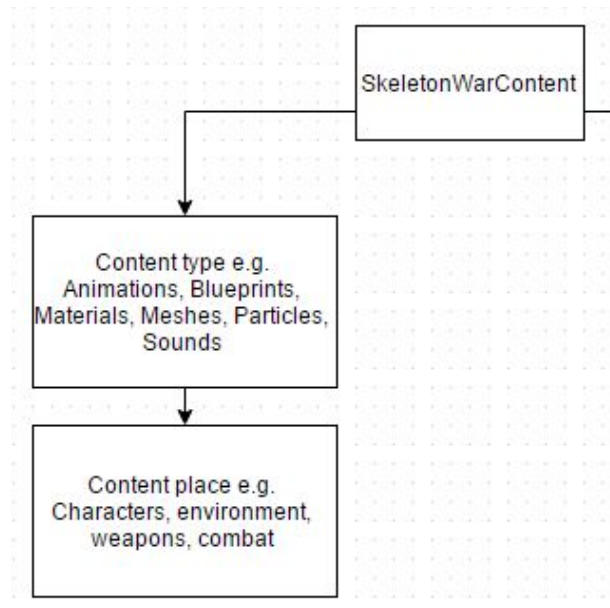 SkeletonWarContent
Content type e.g.
Animations, Blueprints,
Materials, Meshes, Particles,
Sounds
Content place e.g.
Characters, environment,
weapons, combat